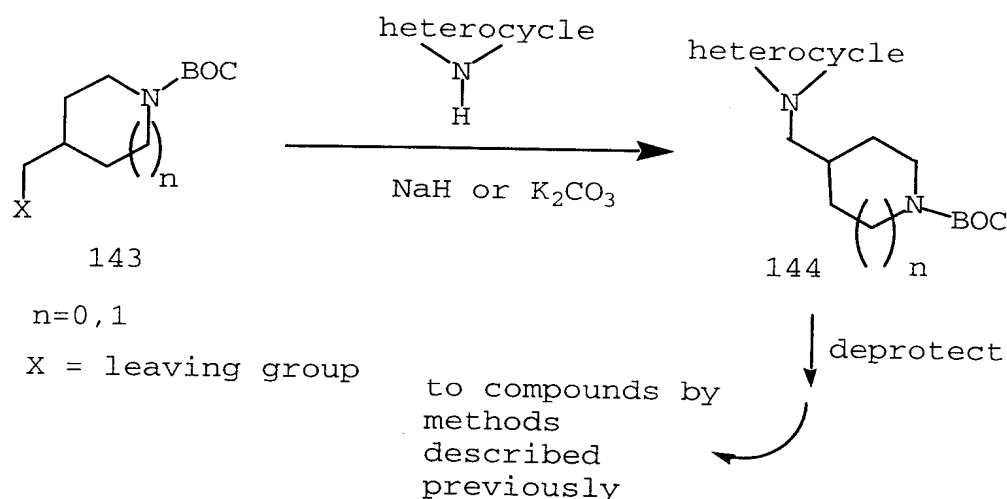 heterocycle
N
H
BOC
N
n
X
NaH or K₂CO₃
143
n=0,1
X = leaving group
heterocycle
N
N
BOC
n
144
deprotect
to compounds by
methods
described
previously